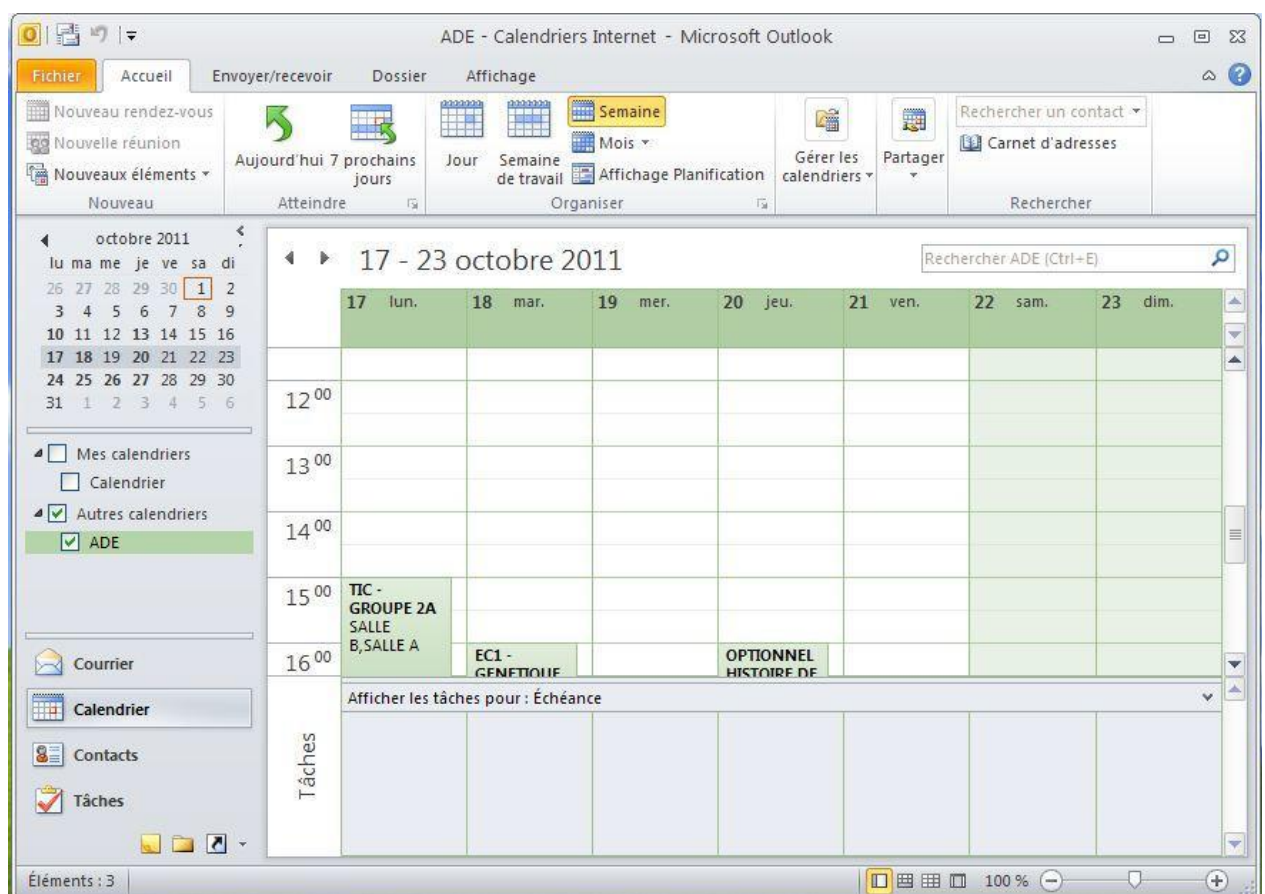 ADE - Calendriers Internet - Microsoft Outlook
Fichier Accueil Envoyer/recevoir Dossier Affichage
Nouveau rendez-vous
Nouvelle réunion
Nouveaux éléments
Nouveau
Aujourd'hui 7 prochains
jours
Atteindre
Jour
Semaine
de travail
Semaine
Mois
Affichage Planification
Organiser
Gérer les
calendriers
Partager
Rechercher un contact
Carnet d'adresses
Rechercher
octobre 2011
lu ma me je ve sa di
26 27 28 29 30 1 2
3 4 5 6 7 8 9
10 11 12 13 14 15 16
17 18 19 20 21 22 23
24 25 26 27 28 29 30
31 1 2 3 4 5 6
Mes calendriers
Calendrier
Autres calendriers
ADE
Courrier
Calendrier
Contacts
Tâches
17 - 23 octobre 2011
Rechercher ADE (Ctrl+E)
17 lun. 18 mar. 19 mer. 20 jeu. 21 ven. 22 sam. 23 dim.
12 00
13 00
14 00
15 00
16 00
TIC -
GROUPE 2A
SALLE
B,SALLE A
EC1 -
GENETIQUE
OPTIONNEL
HISTOIRE DE
Afficher les tâches pour : Échéance
Tâches
Éléments : 3
100 %